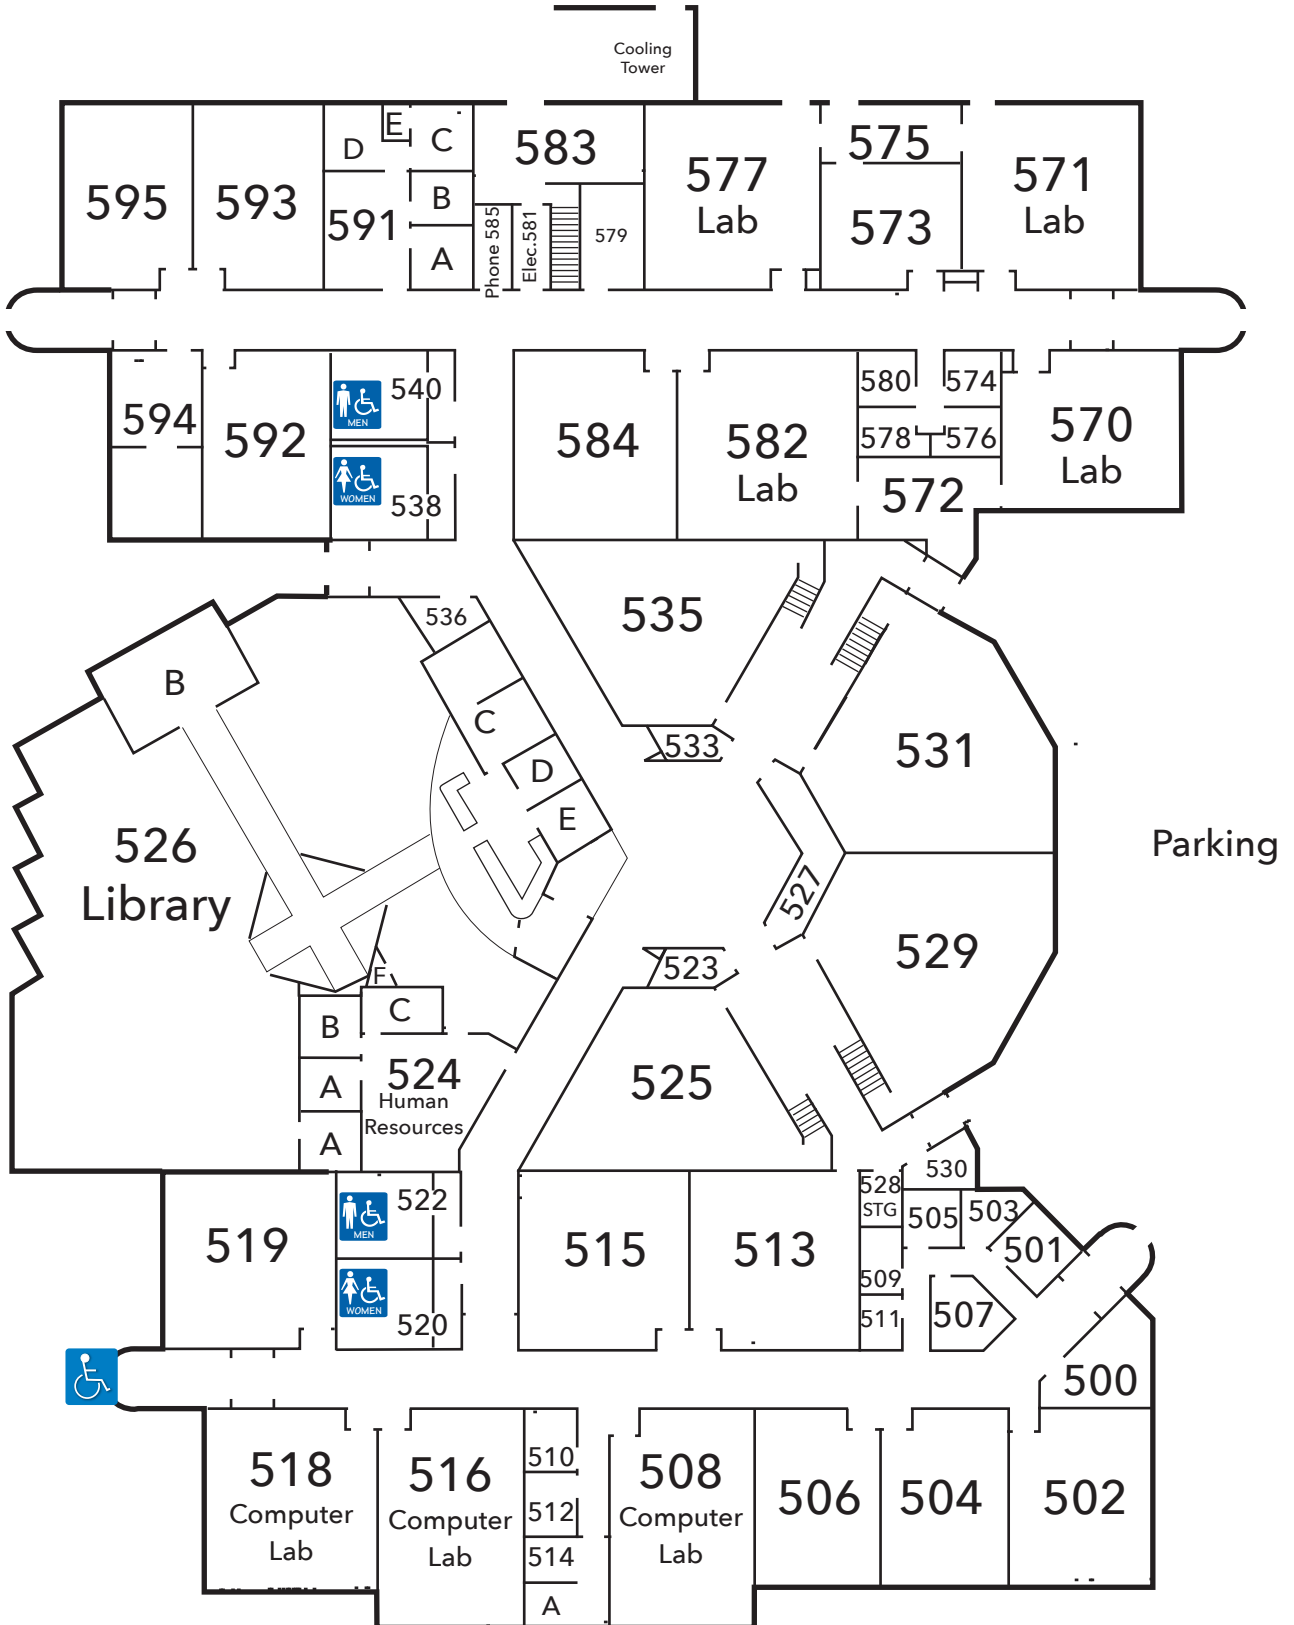 Cooling
Tower
595
593
D
E
C
591
B
A
583
Phone 585
Elec.581
579
577
Lab
575
573
571
Lab
594
592
MEN
540
WOMEN
538
584
582
Lab
580
574
578
576
572
570
Lab
536
535
B
C
533
D
E
531
526
Library
Parking
527
529
523
F
C
B
524
Human
Resources
A
A
525
519
MEN
522
WOMEN
520
515
513
528
STG
530
505
503
501
509
511
507
500
518
Computer
Lab
516
Computer
Lab
510
512
514
A
508
Computer
Lab
506
504
502